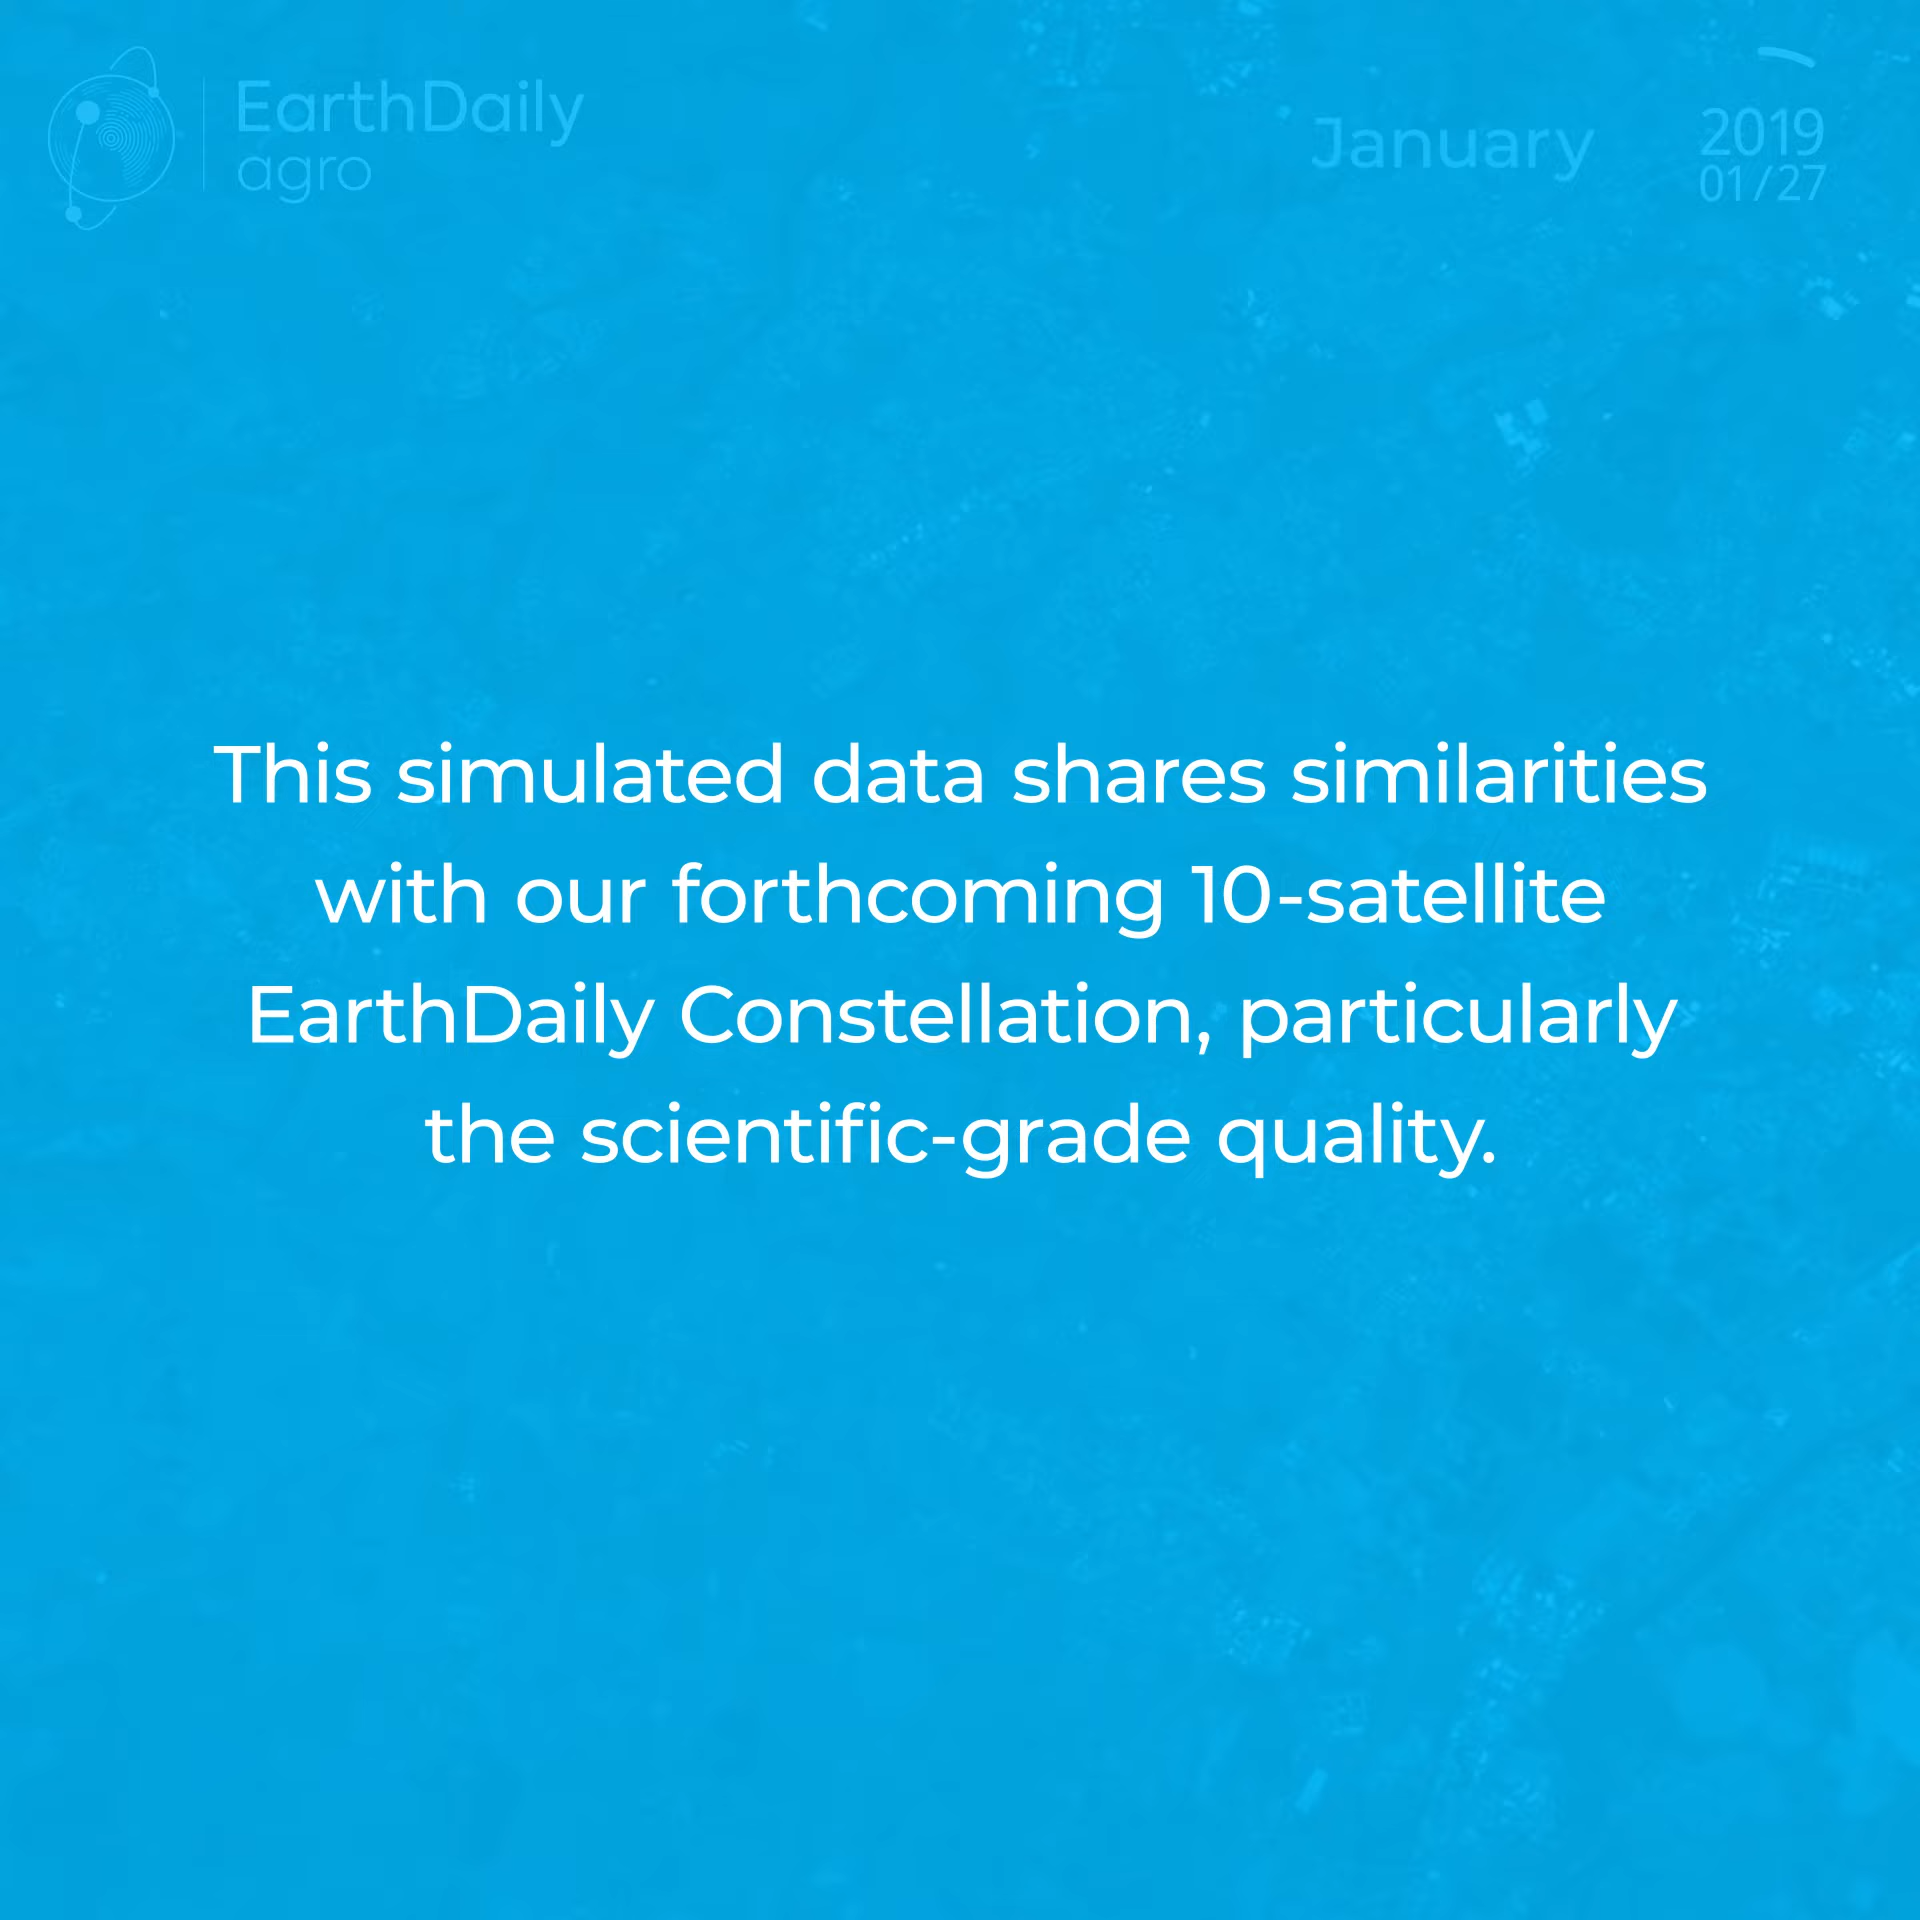 EarthDaily
agro
January
2019
01/27
This simulated data shares similarities
with our forthcoming 10-satellite
EarthDaily Constellation, particularly
the scientific-grade quality.